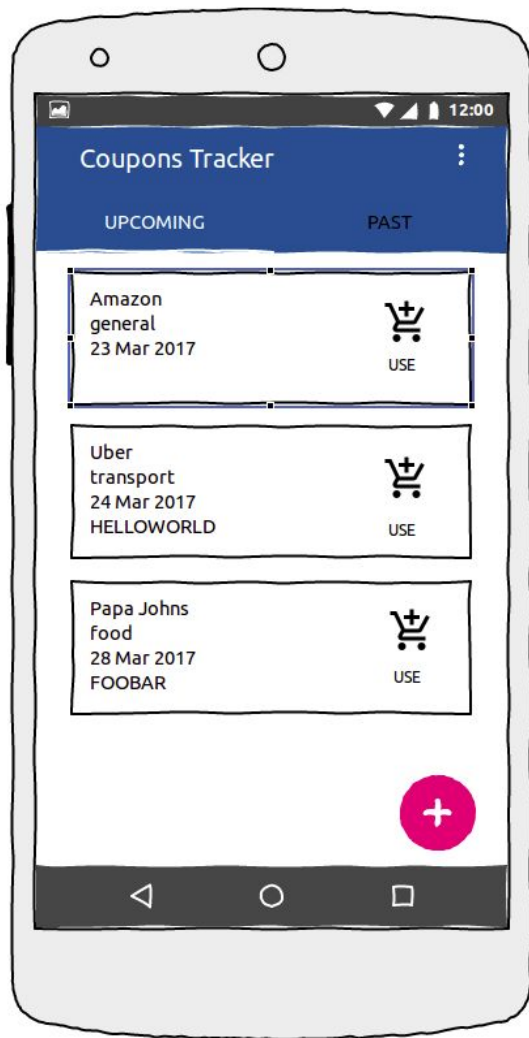 12:00
Coupons Tracker
UPCOMING PAST
Amazon
general
23 Mar 2017
USE
Uber
transport
24 Mar 2017
HELLOWORLD
USE
Papa Johns
food
28 Mar 2017
FOOBAR
USE